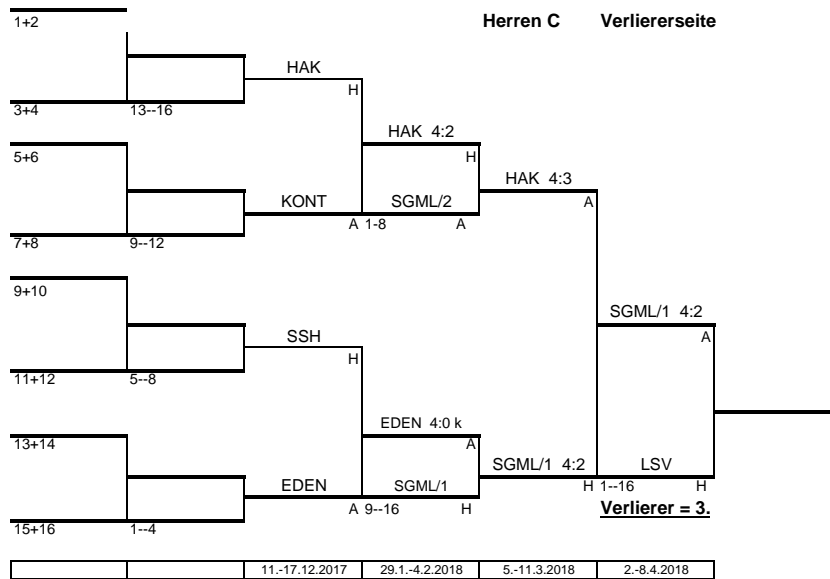 Herren C Verliererseite
1+2
HAK
H
3+4 13--16
HAK 4:2
H
5+6
HAK 4:3
A
KONT SGML/2
A 1-8 A
7+8 9--12
9+10
SGML/1 4:2
A
SSH
H
11+12 5--8
EDEN 4:0 k
A
13+14
SGML/1 4:2 LSV
H 1--16 H
EDEN SGML/1
A 9--16 H
Verlierer = 3.
15+16 1--4
11.-17.12.2017 29.1.-4.2.2018 5.-11.3.2018 2.-8.4.2018